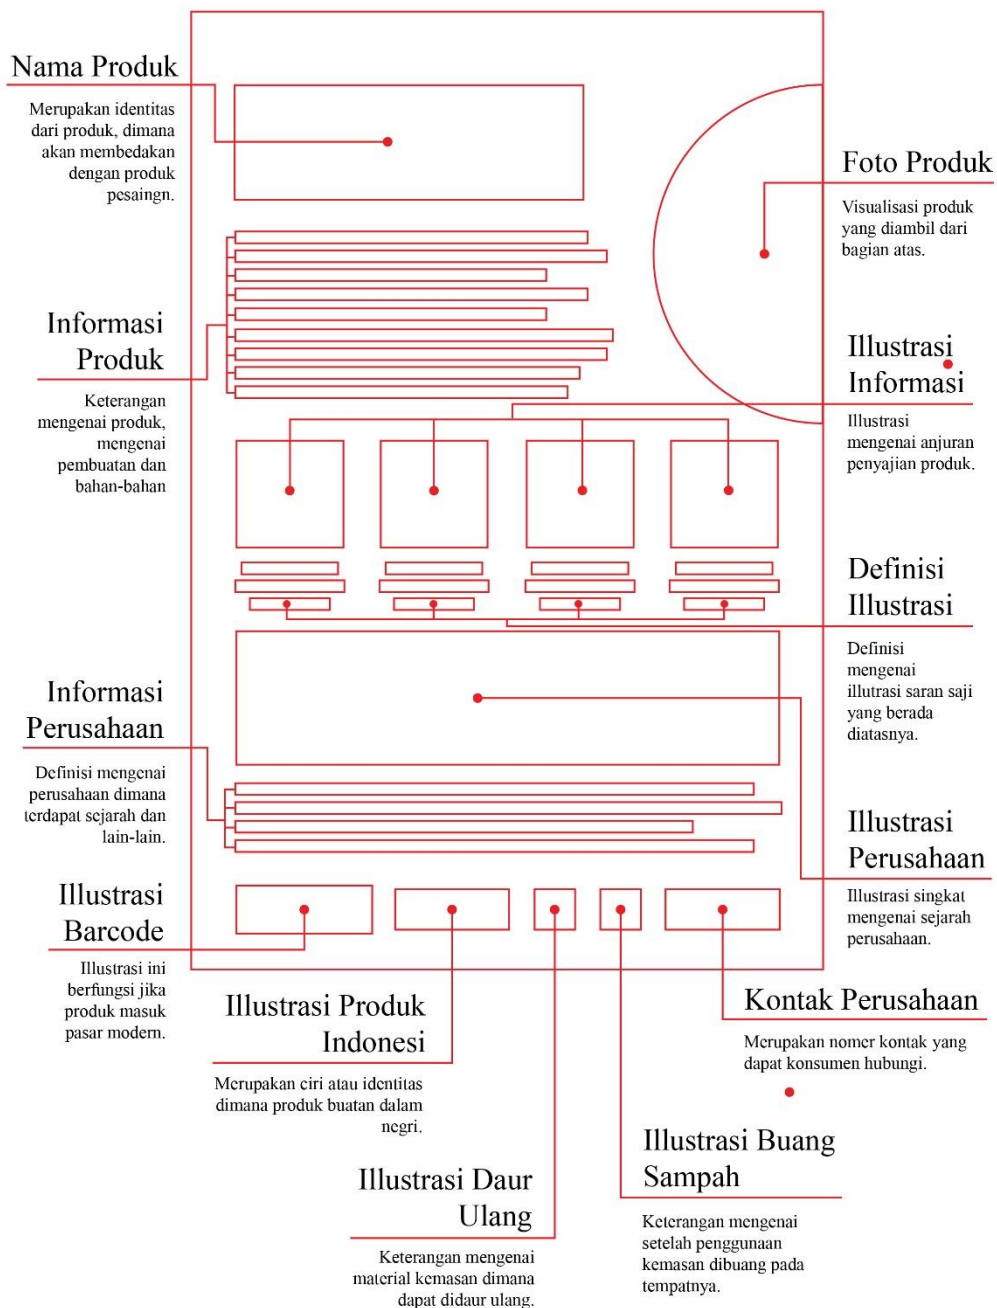 Nama Produk
Merupakan identitas
dari produk, dimana
akan membedakan
dengan produk
pesaingn.
Foto Produk
Visualisasi produk
yang diambil dari
bagian atas.
Informasi
Produk
Keterangan
mengenai produk,
mengenai
pembuatan dan
bahan-bahan
Illustrasi
Informasi
Illustrasi
mengenai anjuran
penyajian produk.
Definisi
Illustrasi
Definisi
mengenai
illutrasi saran saji
yang berada
diatasnya.
Informasi
Perusahaan
Definisi mengenai
perusahaan dimana
terdapat sejarah dan
lain-lain.
Illustrasi
Perusahaan
Illustrasi singkat
mengenai sejarah
perusahaan.
Illustrasi
Barcode
Illustrasi ini
berfungsi jika
produk masuk
pasar modern.
Illustrasi Produk
Indonesi
Merupakan ciri atau identitas
dimana produk buatan dalam
negri.
Kontak Perusahaan
Merupakan nomer kontak yang
dapat konsumen hubungi.
Illustrasi Daur
Ulang
Keterangan mengenai
material kemasan dimana
dapat didaur ulang.
Illustrasi Buang
Sampah
Keterangan mengenai
setelah penggunaan
kemasan dibuang pada
tempatnya.